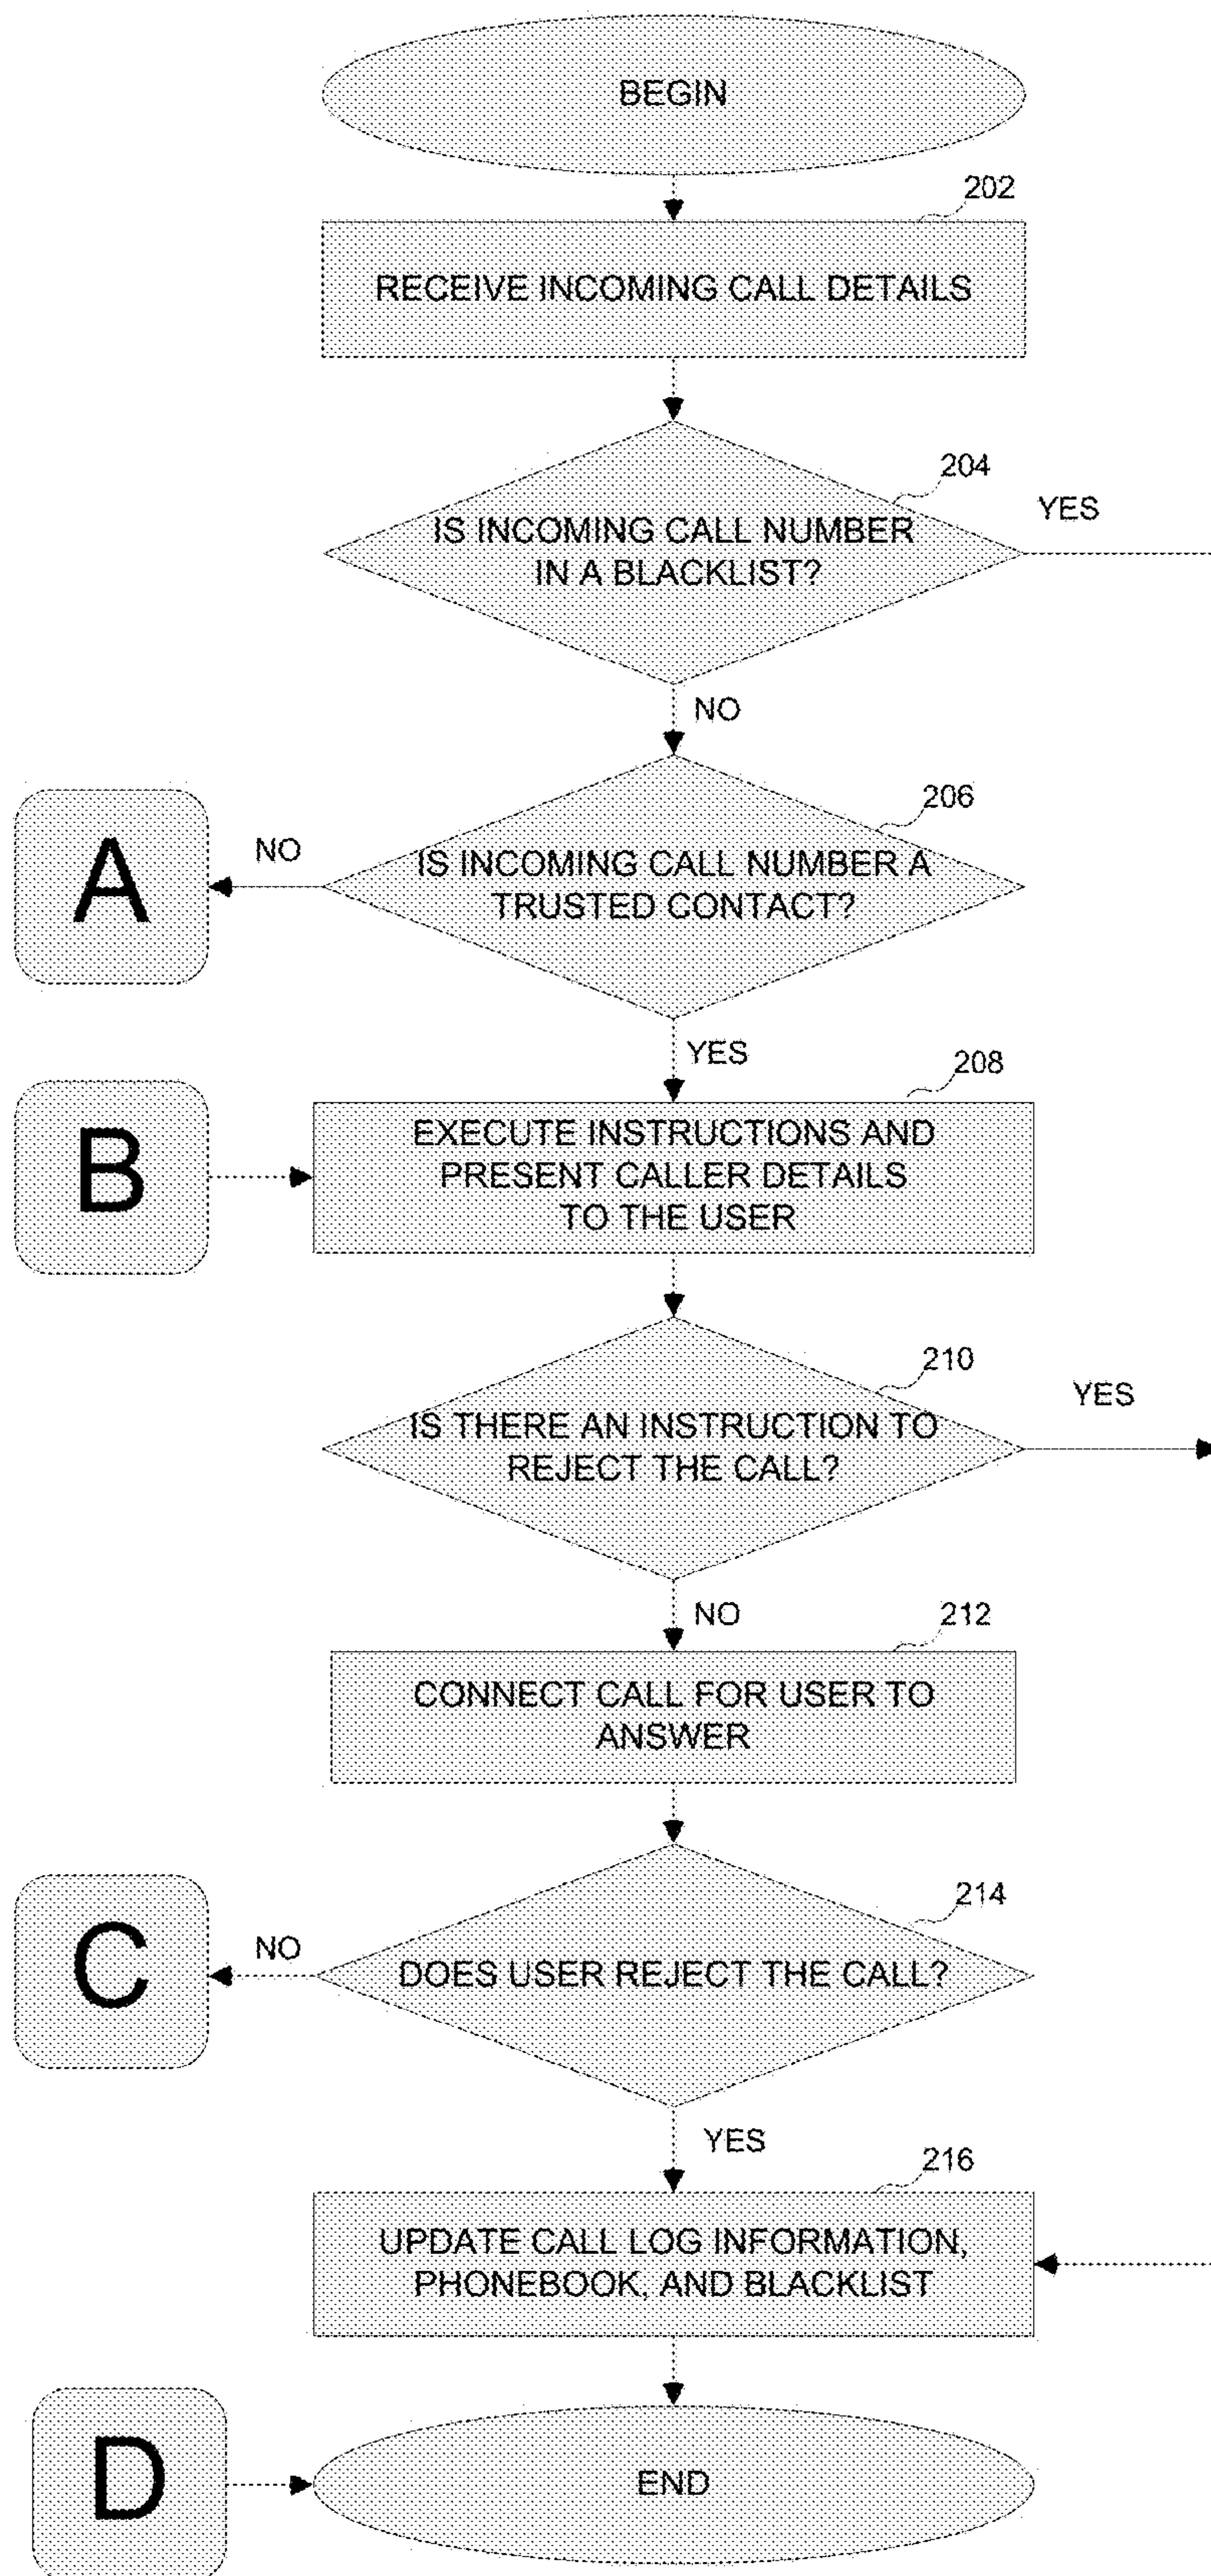 BEGIN
202
RECEIVE INCOMING CALL DETAILS
204
YES
IS INCOMING CALL NUMBER
IN A BLACKLIST?
NO
206
A
NO
IS INCOMING CALL NUMBER A
TRUSTED CONTACT?
YES
208
B
EXECUTE INSTRUCTIONS AND
PRESENT CALLER DETAILS
TO THE USER
210
YES
IS THERE AN INSTRUCTION TO
REJECT THE CALL?
NO
212
CONNECT CALL FOR USER TO
ANSWER
214
C
NO
DOES USER REJECT THE CALL?
YES
216
UPDATE CALL LOG INFORMATION,
PHONEBOOK, AND BLACKLIST
D
END